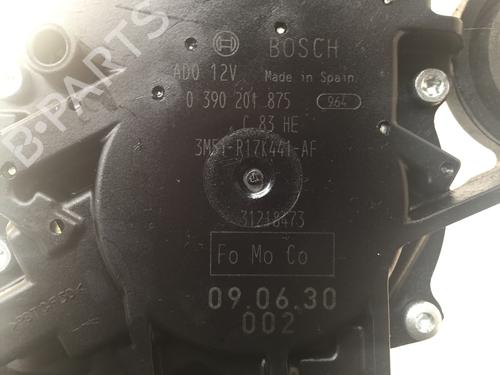 BOSCH
ADO 12V Made in Spain
0 390 201 875 964
C 83 HE
3M51-R17K441-AF
31218473
Fo Mo Co
09.06.30
002
B-PARTS